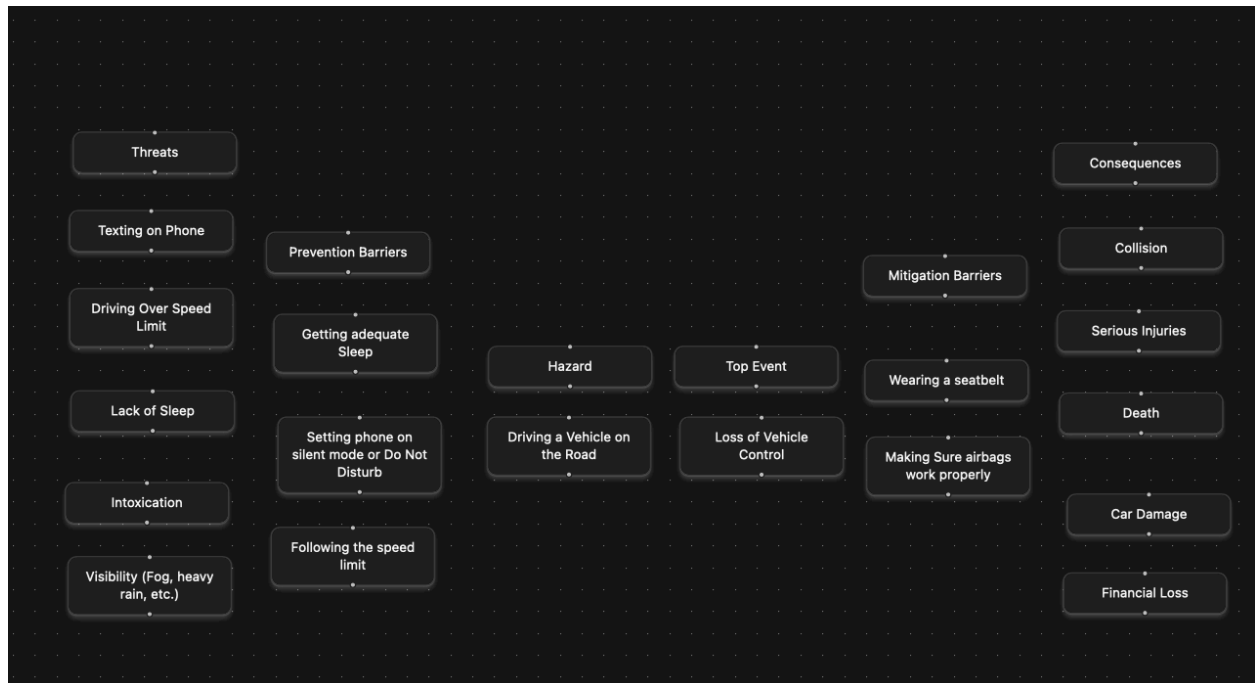 Threats
Texting on Phone
Driving Over Speed
Limit
Lack of Sleep
Intoxication
Visibility (Fog, heavy
rain, etc.)
Prevention Barriers
Getting adequate
Sleep
Setting phone on
silent mode or Do Not
Disturb
Following the speed
limit
Hazard
Driving a Vehicle on
the Road
Top Event
Loss of Vehicle
Control
Mitigation Barriers
Wearing a seatbelt
Making Sure airbags
work properly
Consequences
Collision
Serious Injuries
Death
Car Damage
Financial Loss